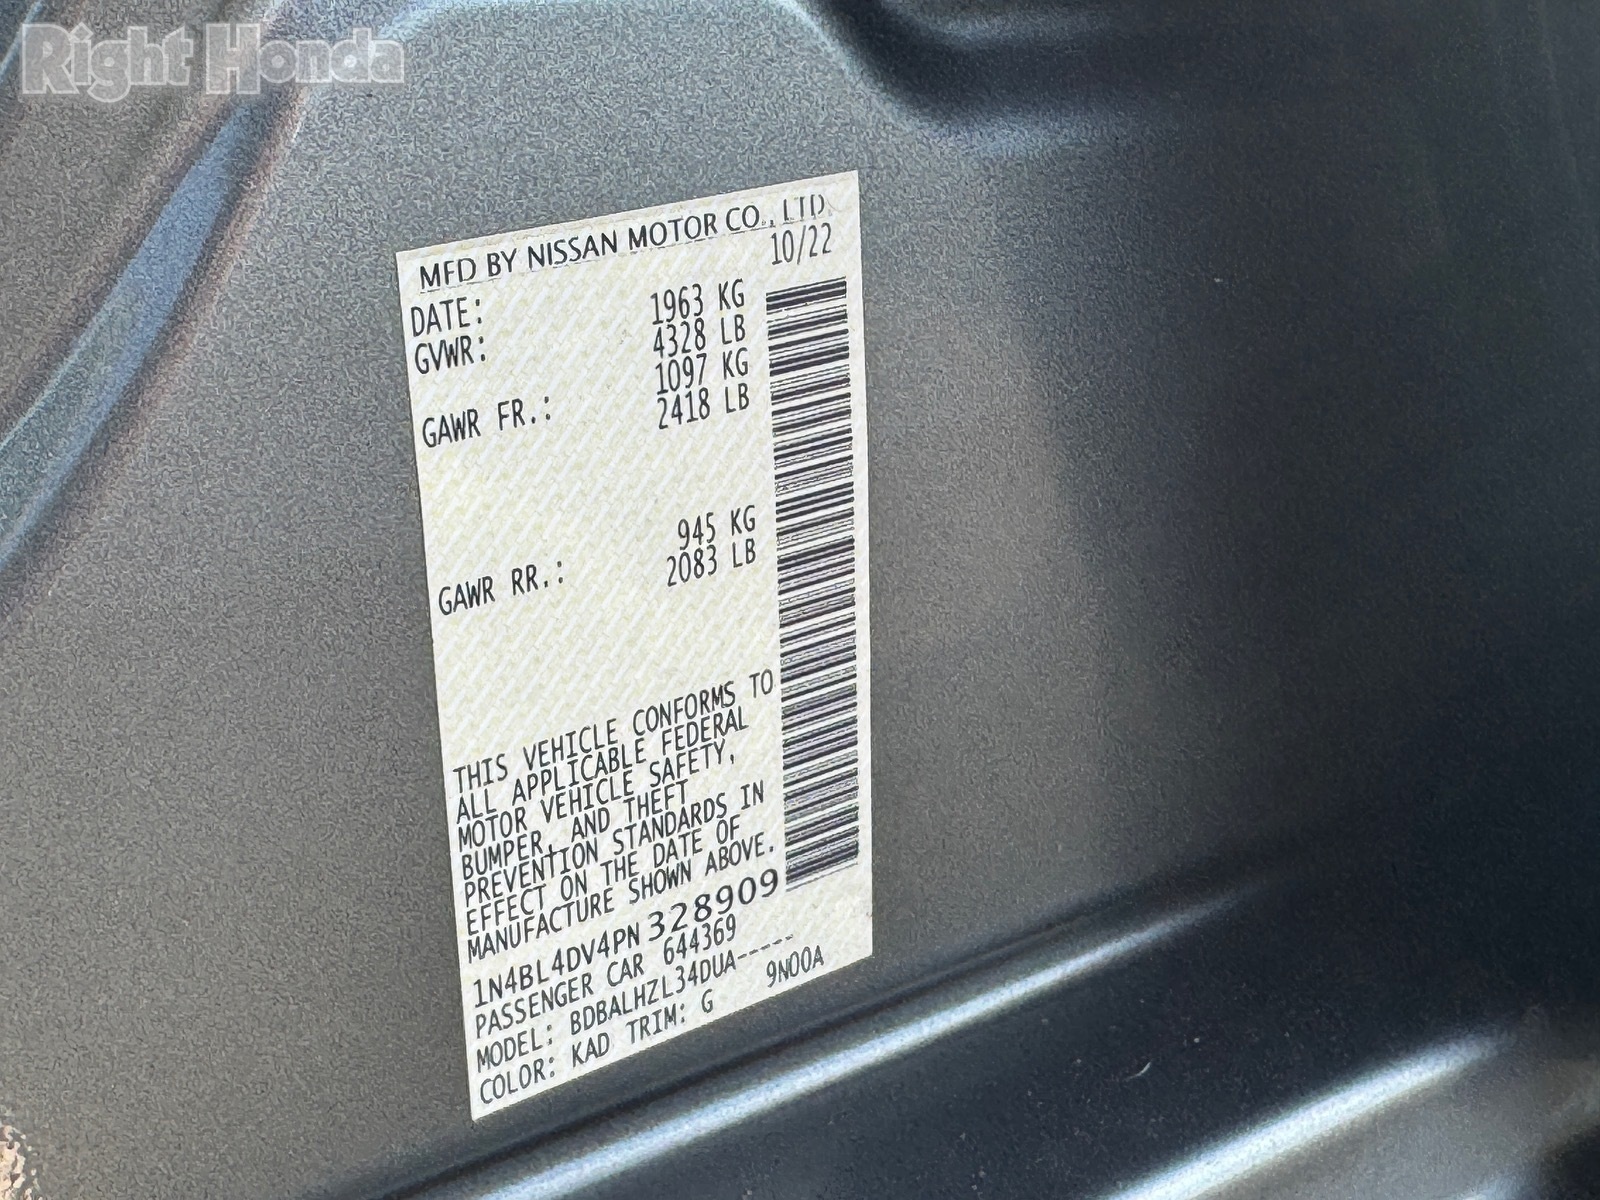 Right Honda
MFD BY NISSAN MOTOR CO., LTD.
DATE: 10/22
GVWR: 1963 KG
4328 LB
GAWR FR.: 1097 KG
2418 LB
GAWR RR.: 945 KG
2083 LB
THIS VEHICLE CONFORMS TO
ALL APPLICABLE FEDERAL
MOTOR VEHICLE SAFETY,
BUMPER, AND THEFT
PREVENTION STANDARDS IN
EFFECT ON THE DATE OF
MANUFACTURE SHOWN ABOVE.
1N4BL4DV4PN328909
PASSENGER CAR 644369
MODEL: BDBALHZL34DUA-----
COLOR: KAD TRIM: G 9N00A